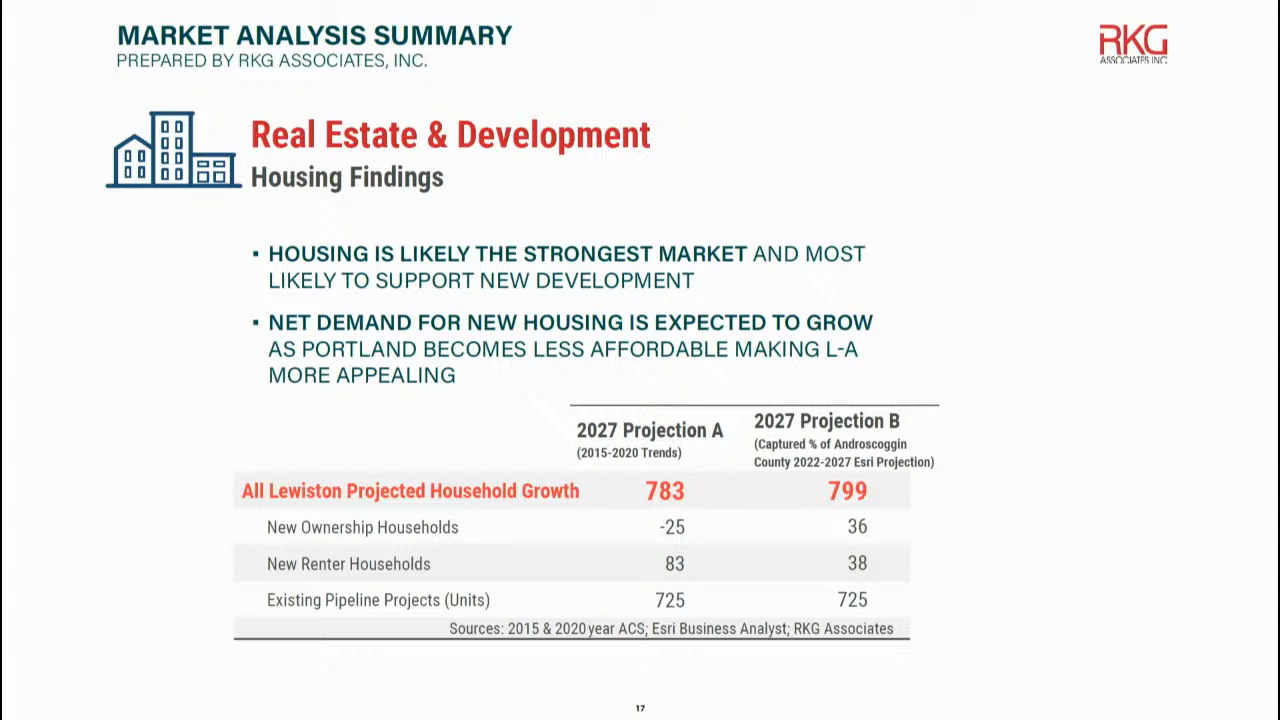 MARKET ANALYSIS SUMMARY
PREPARED BY RKG ASSOCIATES, INC.
RKG
ASSOCIATES INC
Real Estate & Development
Housing Findings
▪ HOUSING IS LIKELY THE STRONGEST MARKET AND MOST
LIKELY TO SUPPORT NEW DEVELOPMENT
▪ NET DEMAND FOR NEW HOUSING IS EXPECTED TO GROW
AS PORTLAND BECOMES LESS AFFORDABLE MAKING L-A
MORE APPEALING
2027 Projection A
(2015-2020 Trends)
2027 Projection B
(Captured % of Androscoggin
County 2022-2027 Esri Projection)
All Lewiston Projected Household Growth 783 799
New Ownership Households -25 36
New Renter Households 83 38
Existing Pipeline Projects (Units) 725 725
Sources: 2015 & 2020 year ACS; Esri Business Analyst; RKG Associates
17